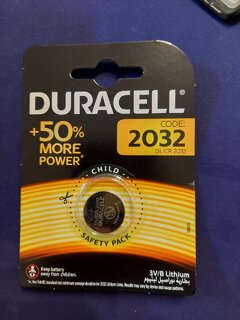 DURACELL
+50%
MORE
POWER*
CODE:
2032
DL/CR 2032
CHILD
SAFETY PACK
Keep battery
away from children.
3V/B Lithium